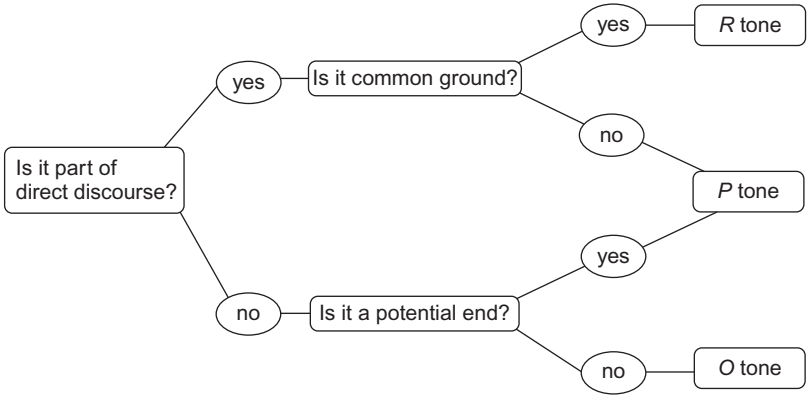 yes
R tone
yes
Is it common ground?
no
Is it part of
direct discourse?
P tone
yes
no
Is it a potential end?
no
O tone